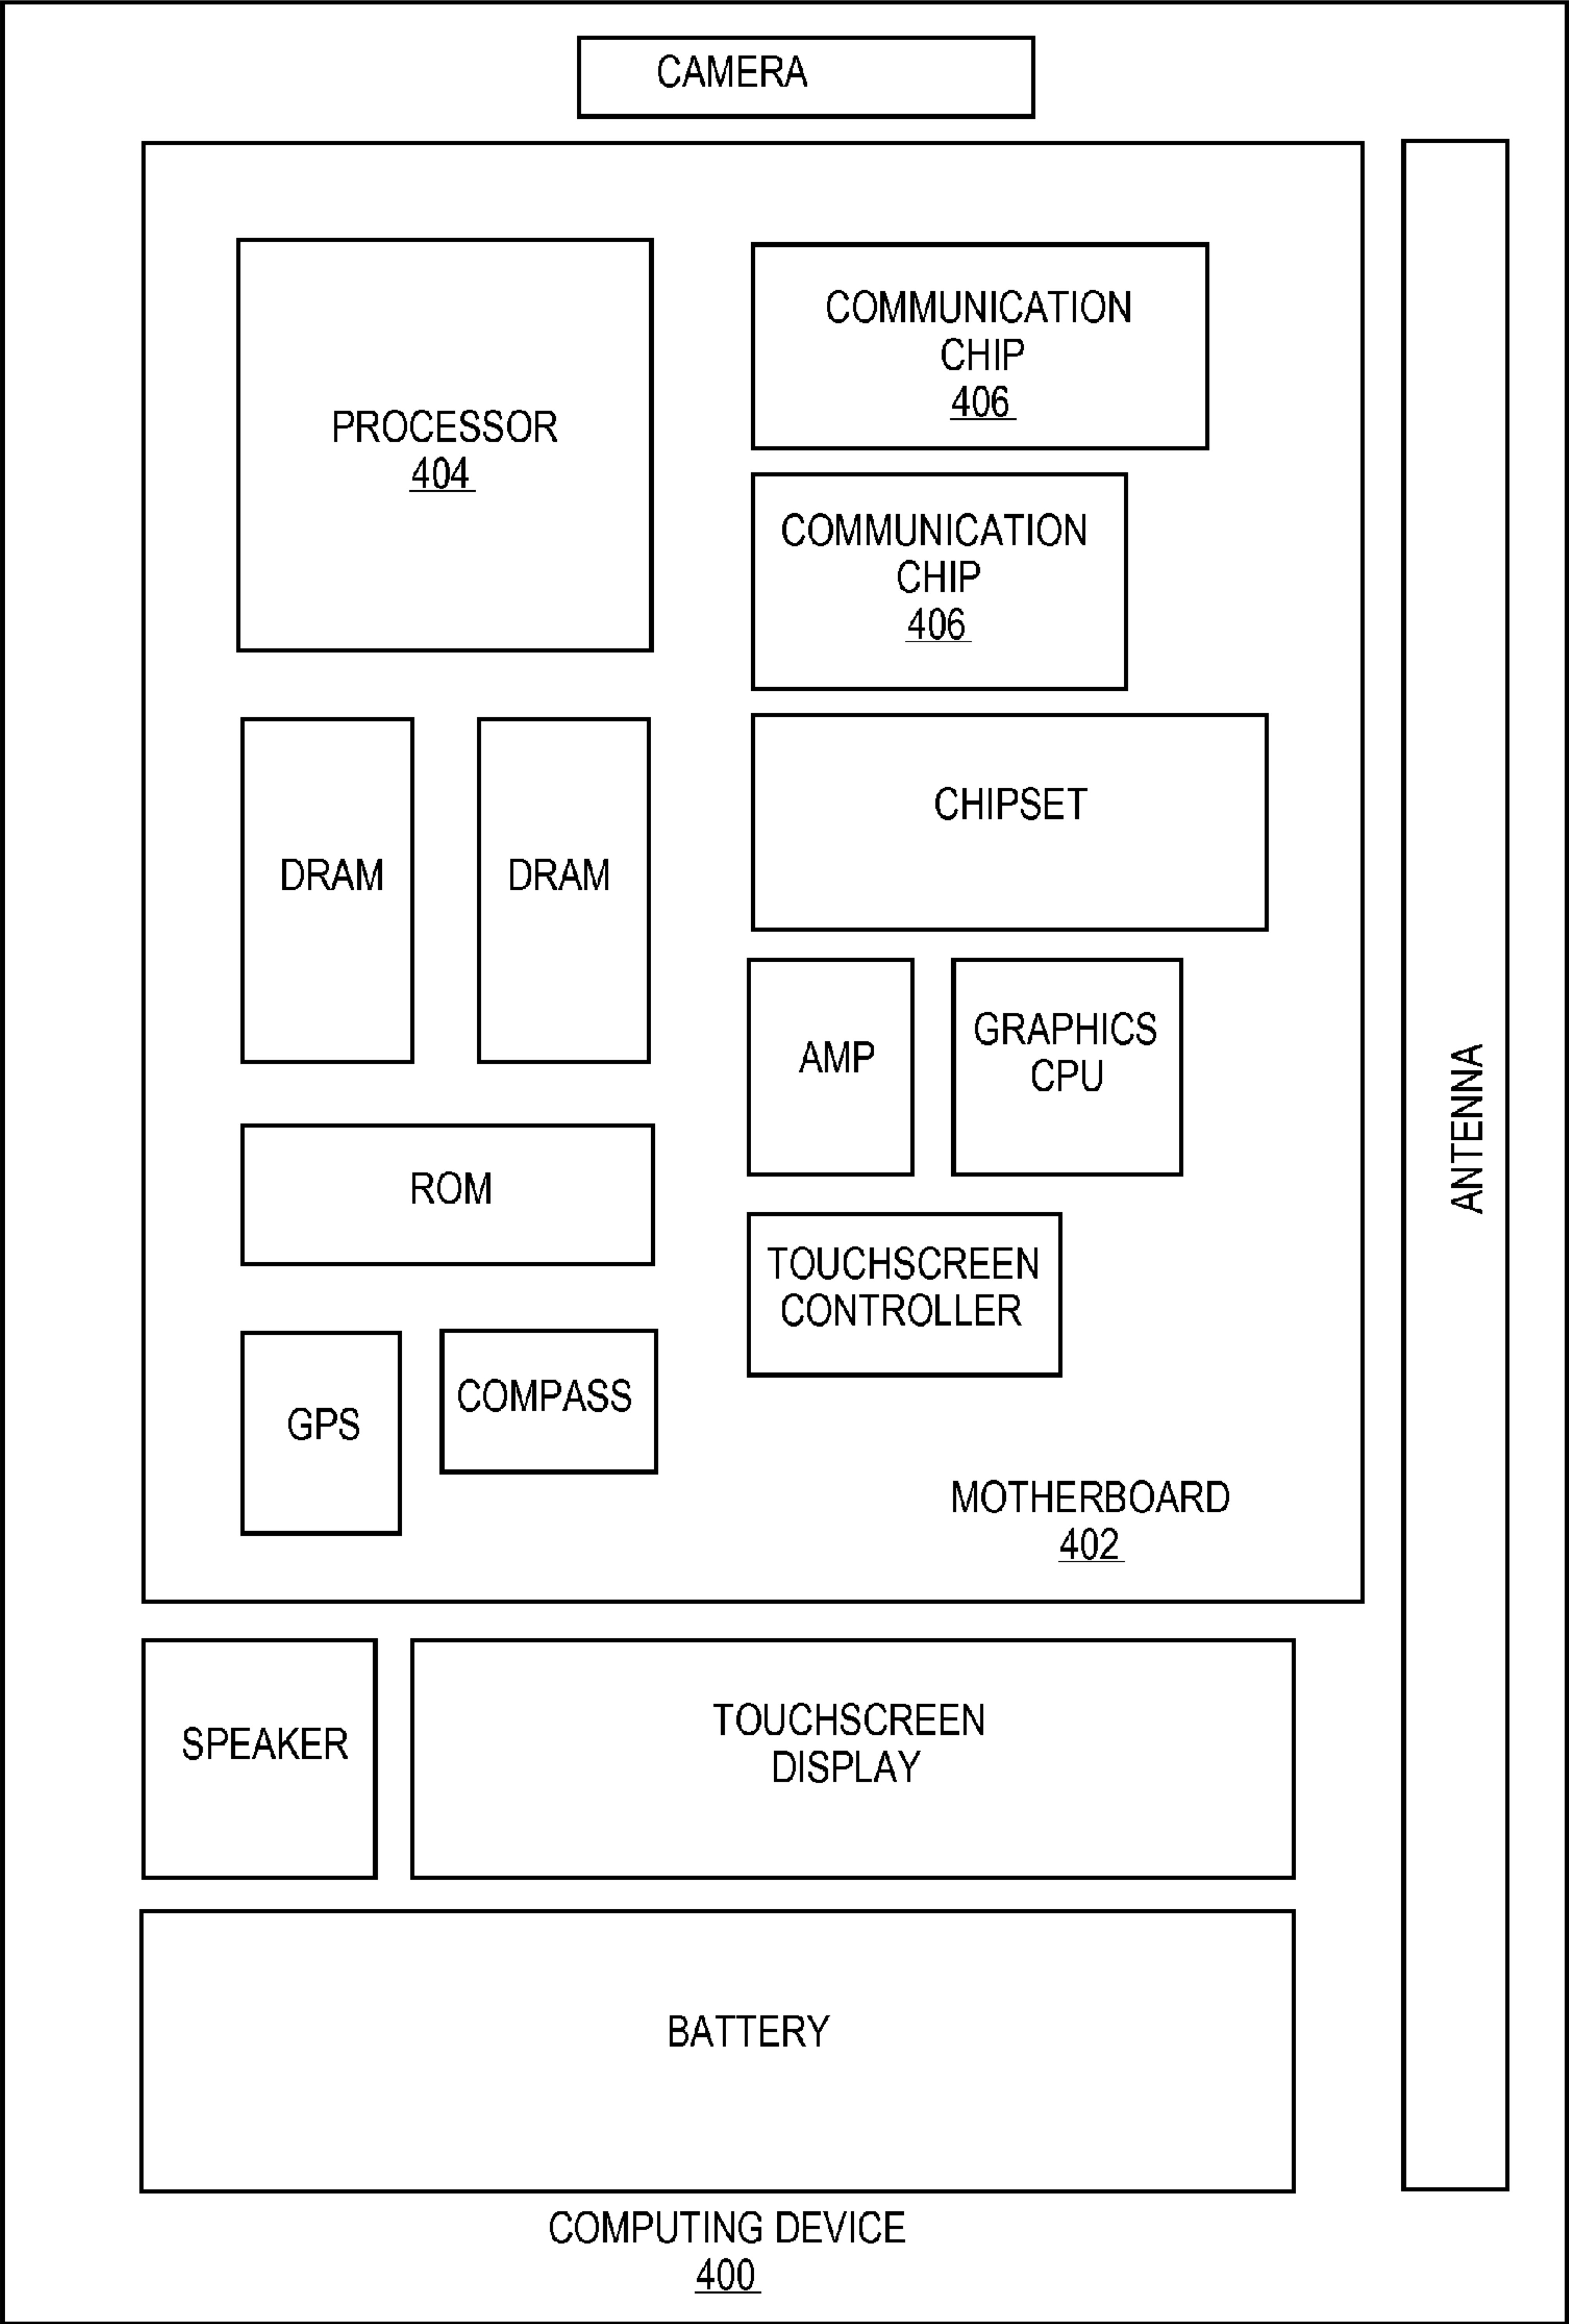 CAMERA
PROCESSOR
404
COMMUNICATION
CHIP
406
COMMUNICATION
CHIP
406
DRAM
DRAM
CHIPSET
AMP
GRAPHICS
CPU
ROM
TOUCHSCREEN
CONTROLLER
GPS
COMPASS
MOTHERBOARD
402
ANTENNA
SPEAKER
TOUCHSCREEN
DISPLAY
BATTERY
COMPUTING DEVICE
400